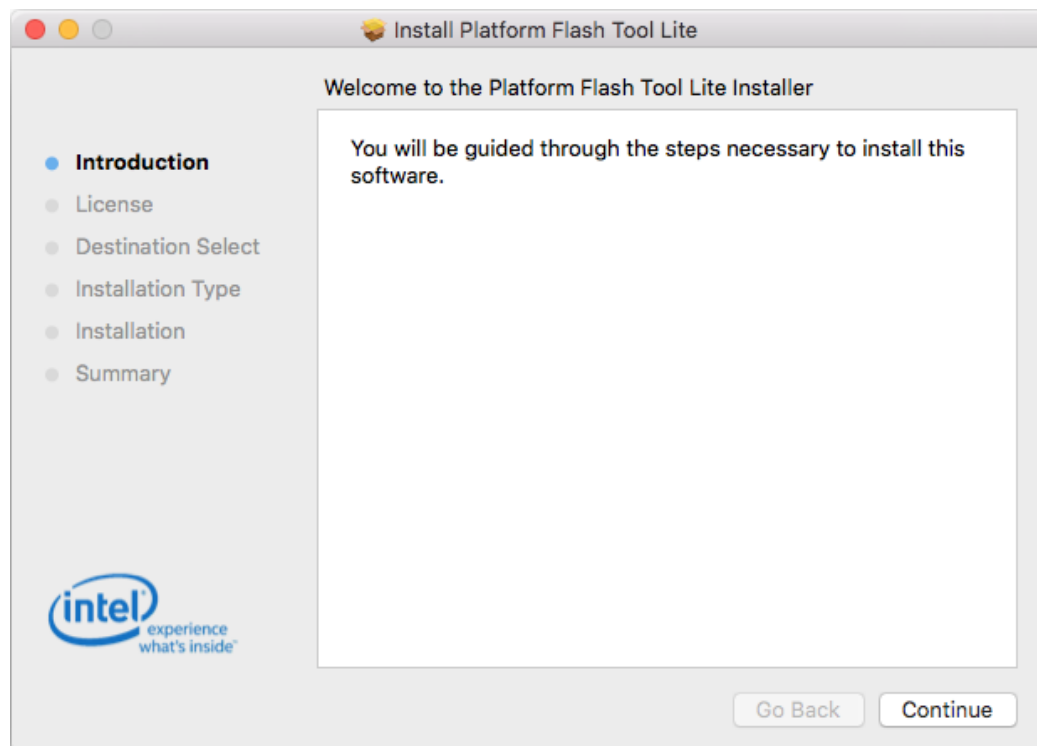 Install Platform Flash Tool Lite
Welcome to the Platform Flash Tool Lite Installer
Introduction
License
Destination Select
Installation Type
Installation
Summary
You will be guided through the steps necessary to install this
software.
intel
experience
what's inside™
Go Back
Continue